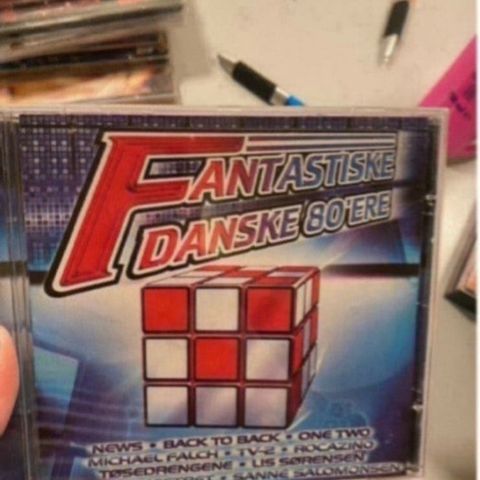 FANTASTISKE
DANSKE 80'ERE
NEWS • BACK TO BACK • ONE TWO
MICHAEL FALCH • TV-2 • ROCAZINO
TØSEDRENGENE • LIS SØRENSEN
SANNE SALOMONSEN